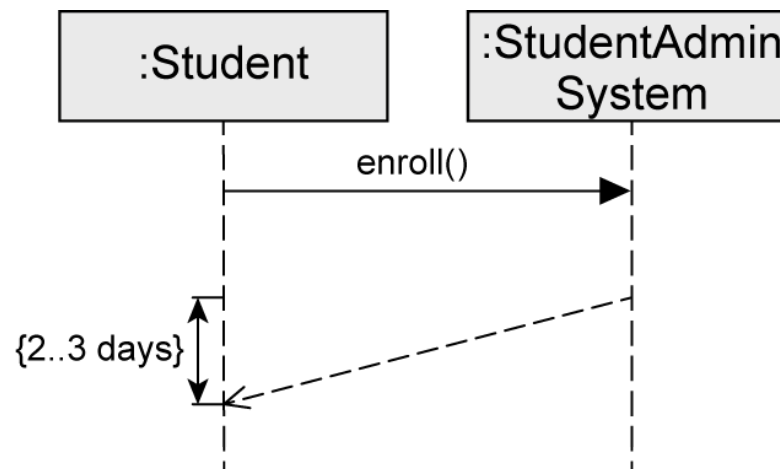 :Student
:StudentAdmin
System
enroll()
{2..3 days}